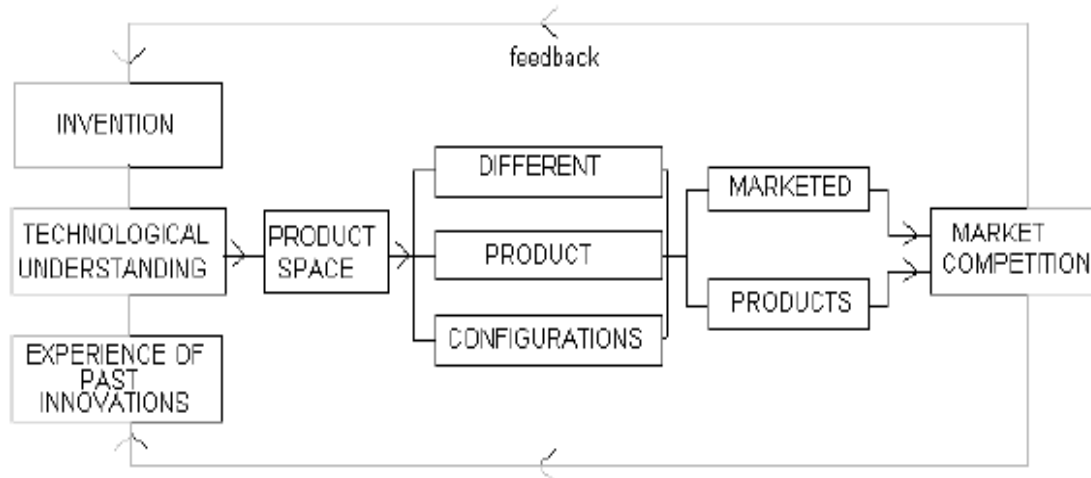 feedback
INVENTION
TECHNOLOGICAL
UNDERSTANDING
EXPERIENCE OF
PAST
INNOVATIONS
PRODUCT
SPACE
DIFFERENT
PRODUCT
CONFIGURATIONS
MARKETED
PRODUCTS
MARKET
COMPETITION